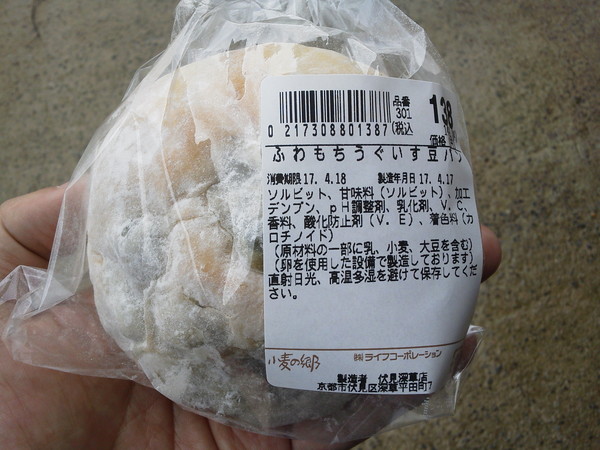 品番 138
301
0 217308801387 (税込
価格
ふわもちうぐいす豆パン
消費期限17. 4.18 製造年月日 17. 4.17
ソルビット、甘味料(ソルビット)、加工
デンプン、pH調整剤、乳化剤、V.C、
香料、酸化防止剤(V.E)、着色料(カ
ロチノイド)
(原材料の一部に乳、小麦、大豆を含む)
(卵を使用した設備で製造しております)
直射日光、高温多湿を避けて保存してくだ
さい。
小麦の郷 ㈱ライフコーポレーション
製造者 伏見深草店
京都市伏見区深草平田町7